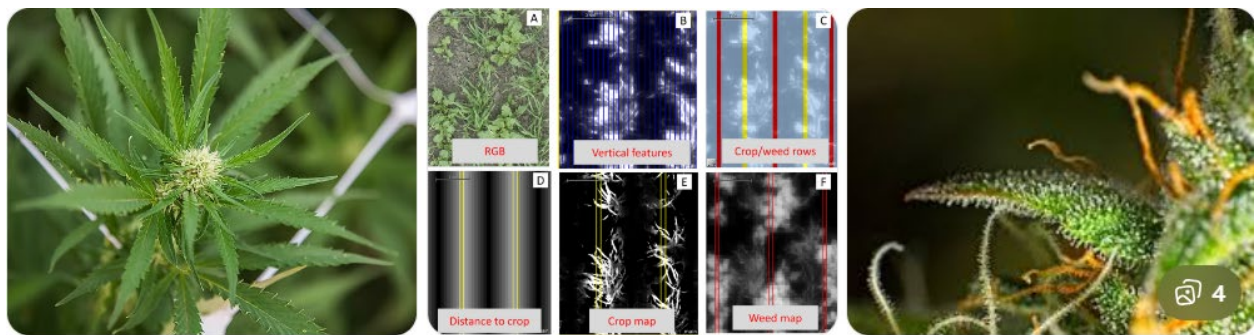 A
RGB
B
Vertical features
C
Crop/weed rows
D
Distance to crop
E
Crop map
F
Weed map
4